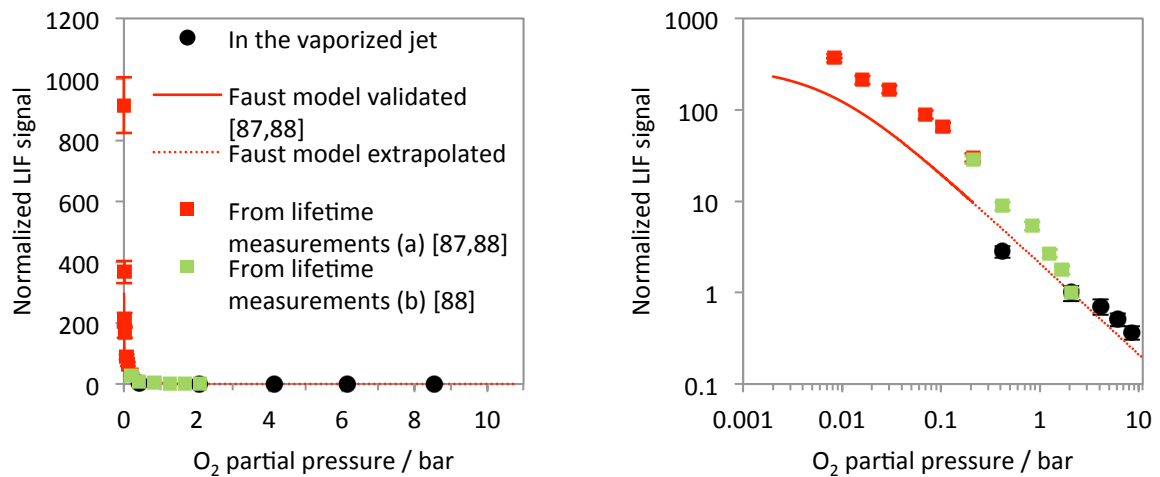 1200
1000
800
600
400
200
0
Normalized LIF signal
In the vaporized jet
Faust model validated
[87,88]
Faust model extrapolated
From lifetime
measurements (a) [87,88]
From lifetime
measurements (b) [88]
0 2 4 6 8 10
O₂ partial pressure / bar
1000
100
10
1
0.1
Normalized LIF signal
0.001 0.01 0.1 1 10
O₂ partial pressure / bar